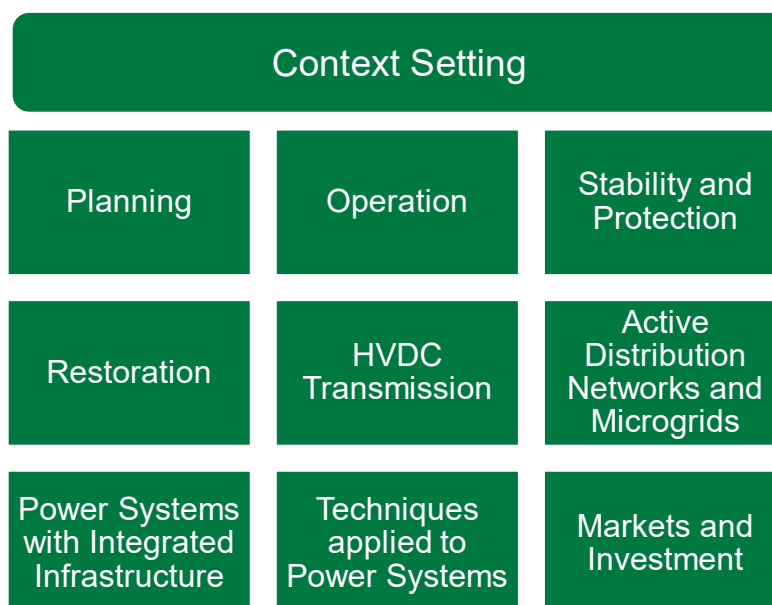 Context Setting
Planning
Operation
Stability and
Protection
Restoration
HVDC
Transmission
Active
Distribution
Networks and
Microgrids
Power Systems
with Integrated
Infrastructure
Techniques
applied to
Power Systems
Markets and
Investment